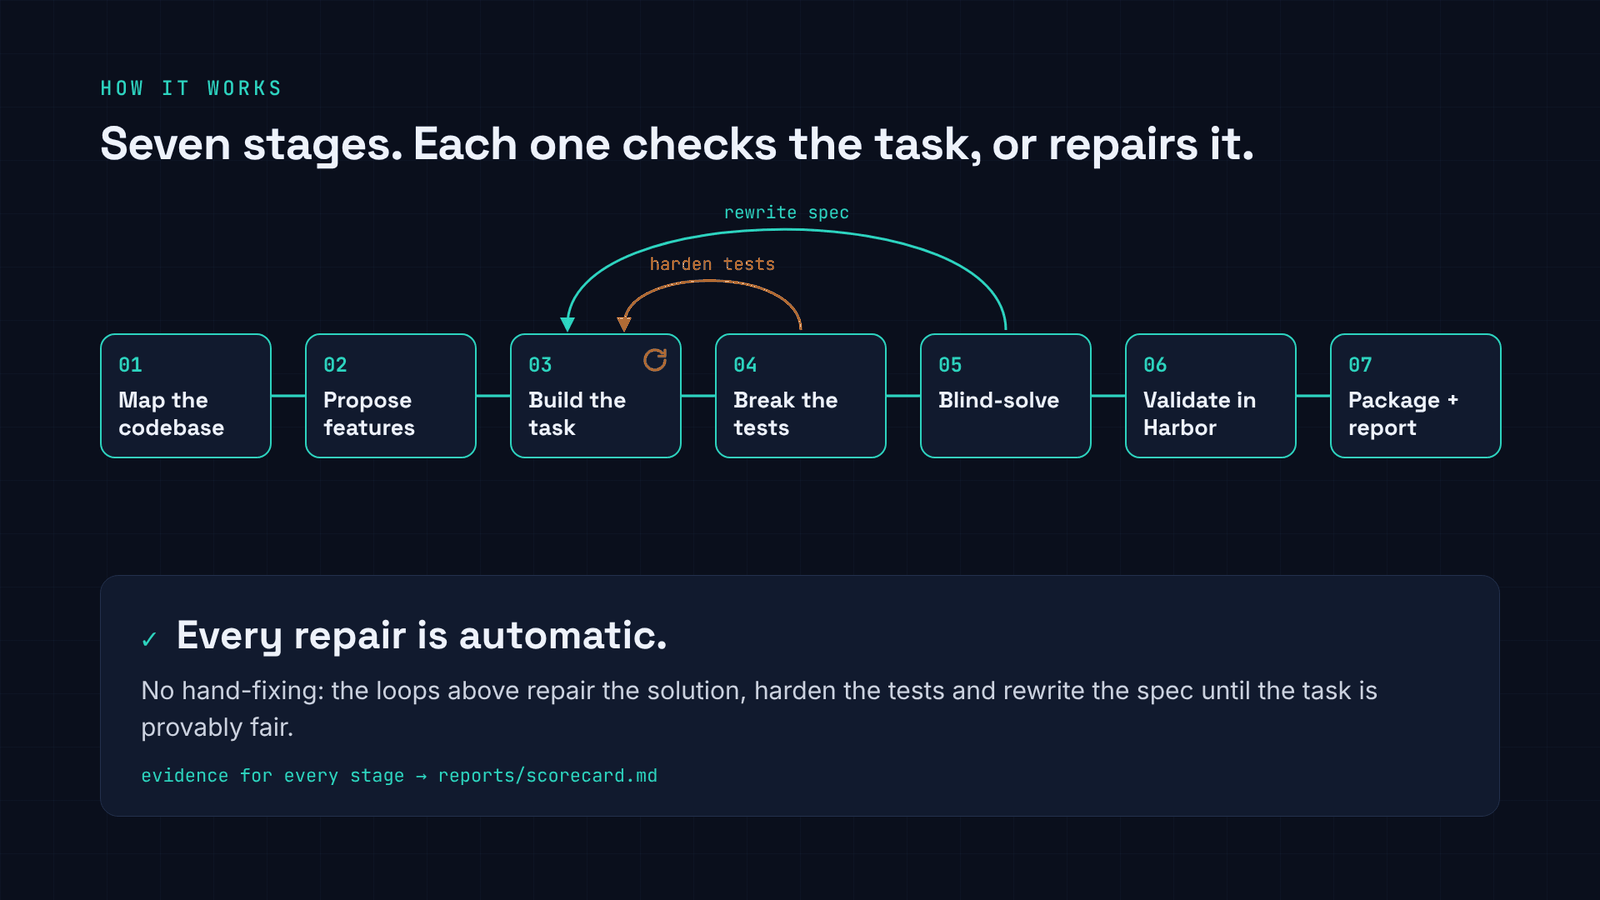 HOW IT WORKS
Seven stages. Each one checks the task, or repairs it.
rewrite spec
harden tests
01
Map the
codebase
02
Propose
features
03
Build the
task
04
Break the
tests
05
Blind-solve
06
Validate in
Harbor
07
Package +
report
✓ Every repair is automatic.
No hand-fixing: the loops above repair the solution, harden the tests and rewrite the spec until the task is
provably fair.
evidence for every stage → reports/scorecard.md